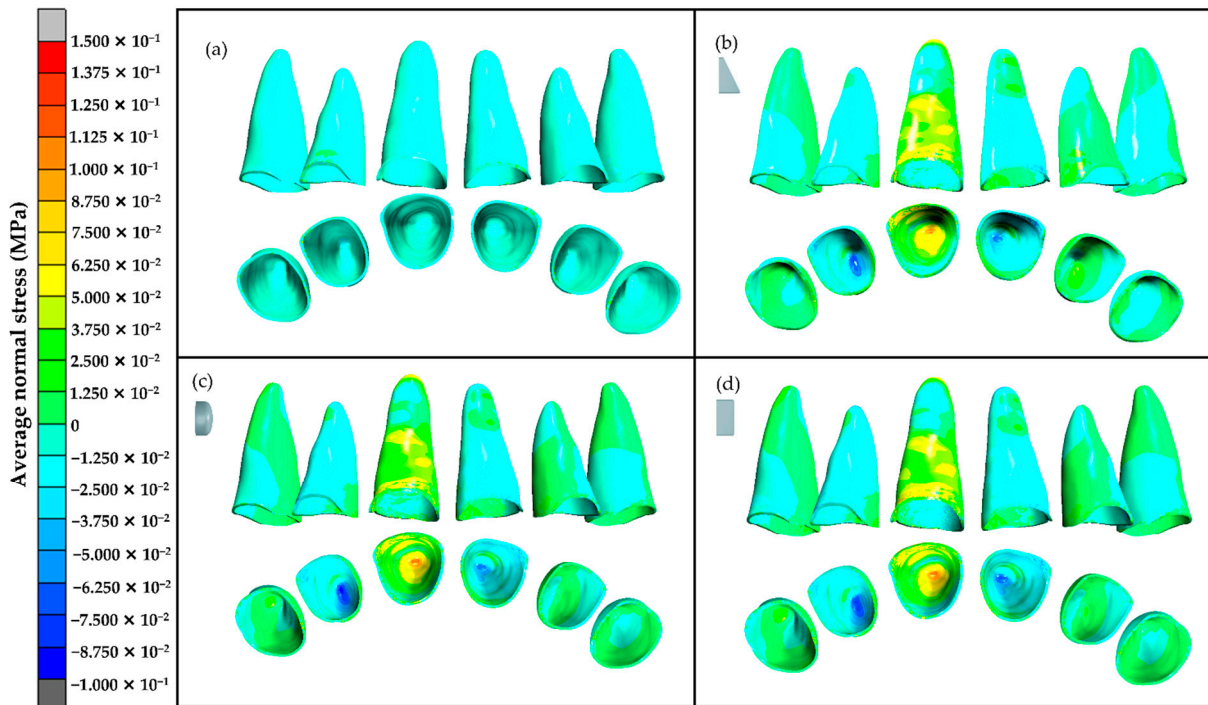 Average normal stress (MPa)
1.500 × 10⁻¹
1.375 × 10⁻¹
1.250 × 10⁻¹
1.125 × 10⁻¹
1.000 × 10⁻¹
8.750 × 10⁻²
7.500 × 10⁻²
6.250 × 10⁻²
5.000 × 10⁻²
3.750 × 10⁻²
2.500 × 10⁻²
1.250 × 10⁻²
0
−1.250 × 10⁻²
−2.500 × 10⁻²
−3.750 × 10⁻²
−5.000 × 10⁻²
−6.250 × 10⁻²
−7.500 × 10⁻²
−8.750 × 10⁻²
−1.000 × 10⁻¹
(a)
(b)
(c)
(d)